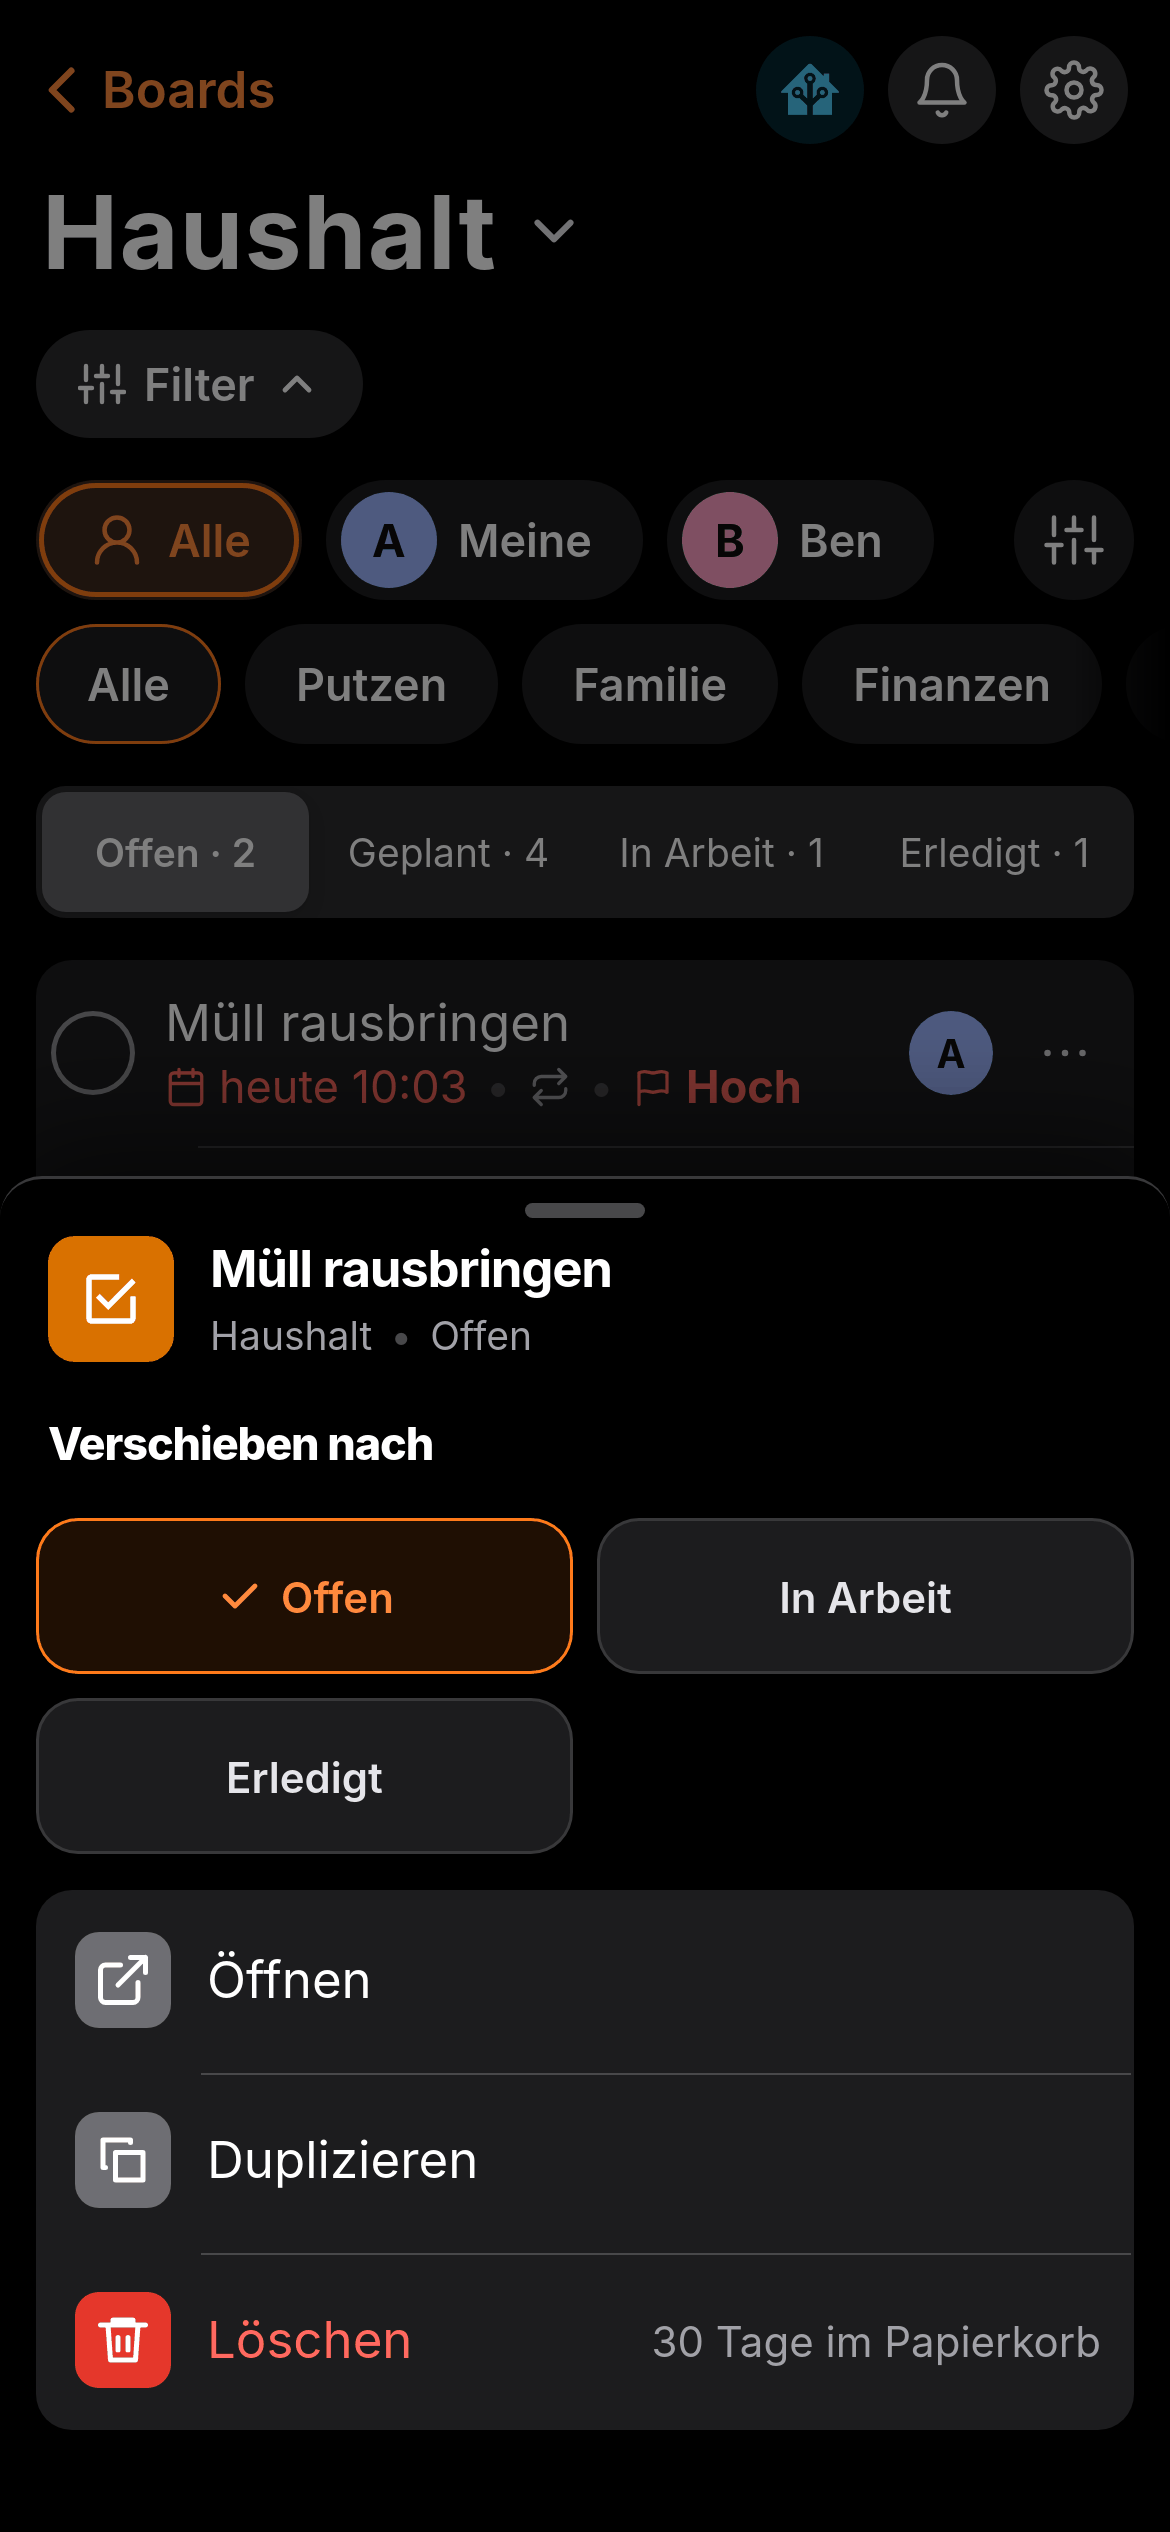 Boards
Haushalt
Filter
Alle A Meine B Ben
Alle Putzen Familie Finanzen
Offen · 2 Geplant · 4 In Arbeit · 1 Erledigt · 1
Müll rausbringen
heute 10:03 • • Hoch A ...
Müll rausbringen
Haushalt • Offen
Verschieben nach
Offen In Arbeit
Erledigt
Öffnen
Duplizieren
Löschen 30 Tage im Papierkorb